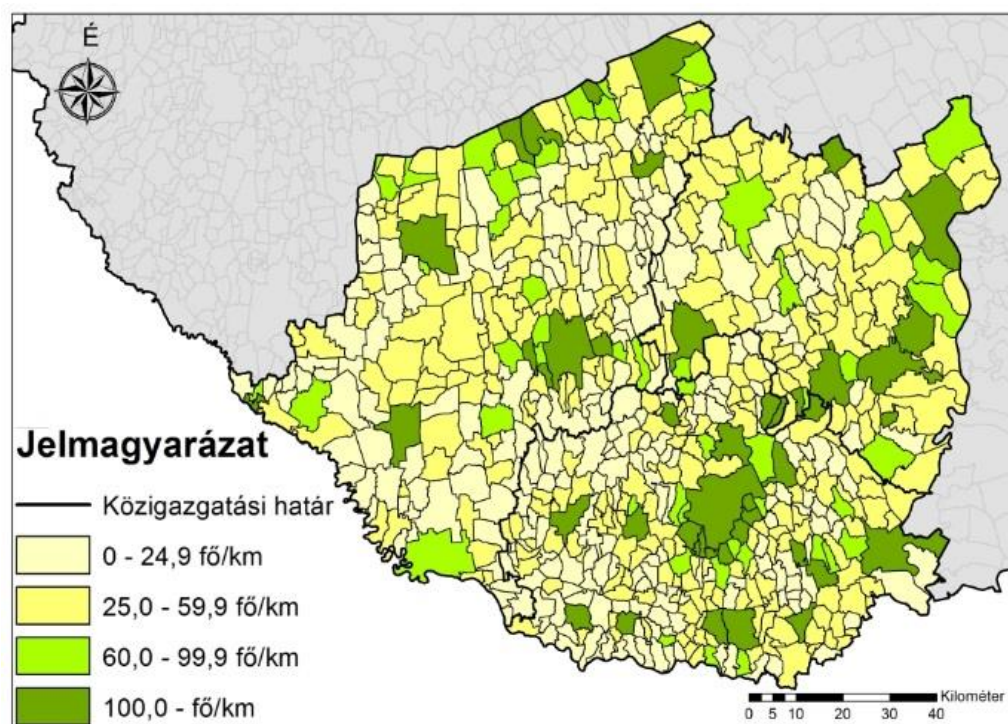 É
Jelmagyarázat
Közigazgatási határ
0 - 24,9 fő/km
25,0 - 59,9 fő/km
60,0 - 99,9 fő/km
100,0 - fő/km
Kilométer
0 5 10 20 30 40